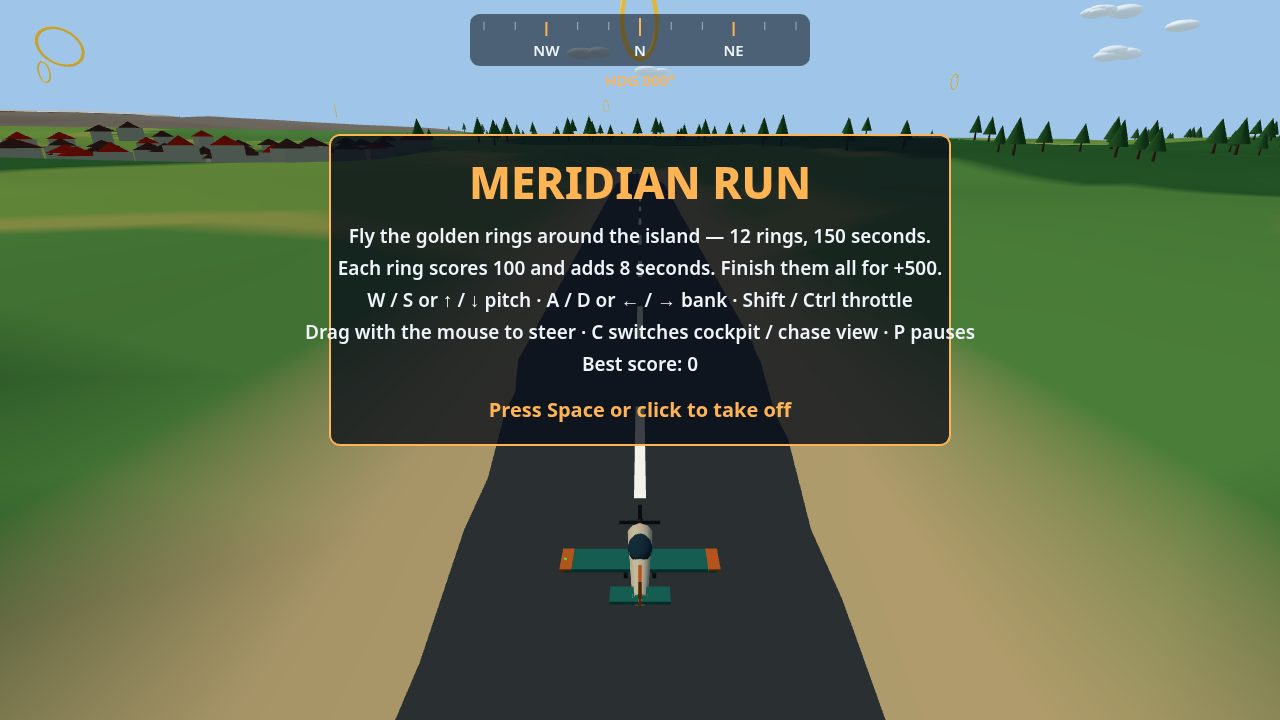 NW N NE
HDG 000°
MERIDIAN RUN
Fly the golden rings around the island — 12 rings, 150 seconds.
Each ring scores 100 and adds 8 seconds. Finish them all for +500.
W / S or ↑ / ↓ pitch · A / D or ← / → bank · Shift / Ctrl throttle
Drag with the mouse to steer · C switches cockpit / chase view · P pauses
Best score: 0
Press Space or click to take off